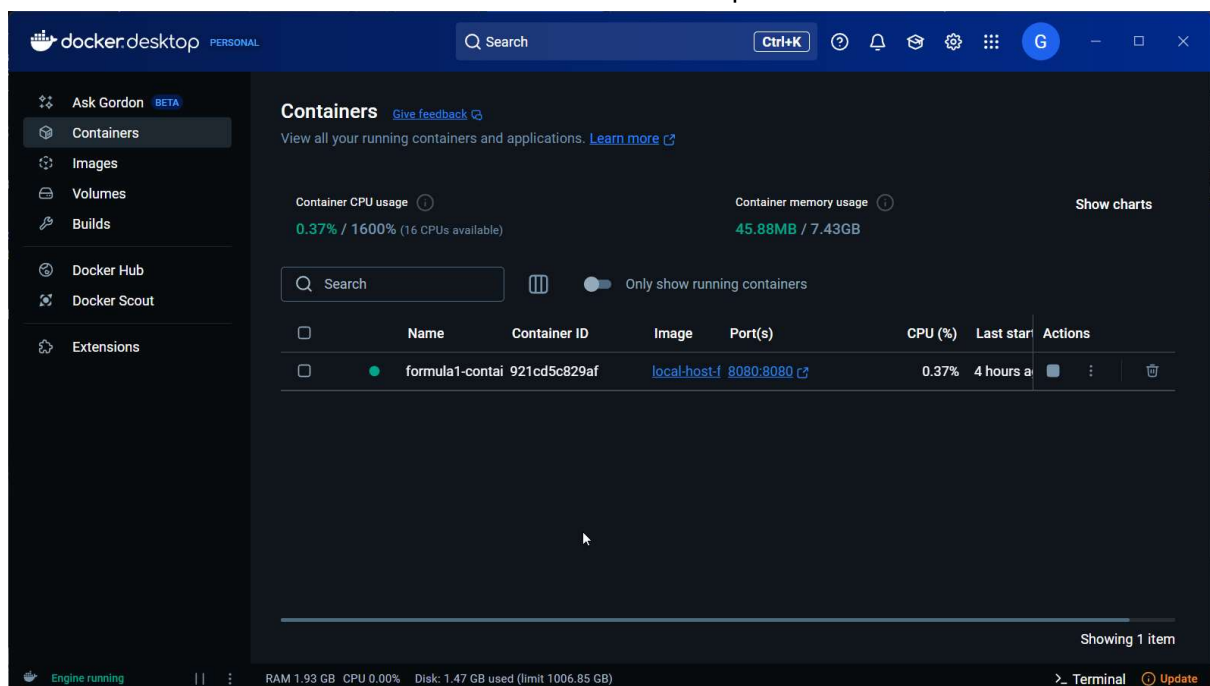 docker.desktop PERSONAL
Search
Ctrl+K
G
Ask Gordon BETA
Containers
Images
Volumes
Builds
Docker Hub
Docker Scout
Extensions
Containers Give feedback
View all your running containers and applications. Learn more
Container CPU usage
0.37% / 1600% (16 CPUs available)
Container memory usage
45.88MB / 7.43GB
Show charts
Search
Only show running containers
Name Container ID Image Port(s) CPU (%) Last start Actions
formula1-contai 921cd5c829af local-host-f 8080:8080 0.37% 4 hours a
Showing 1 item
Engine running
RAM 1.93 GB CPU 0.00% Disk: 1.47 GB used (limit 1006.85 GB)
>_ Terminal
Update